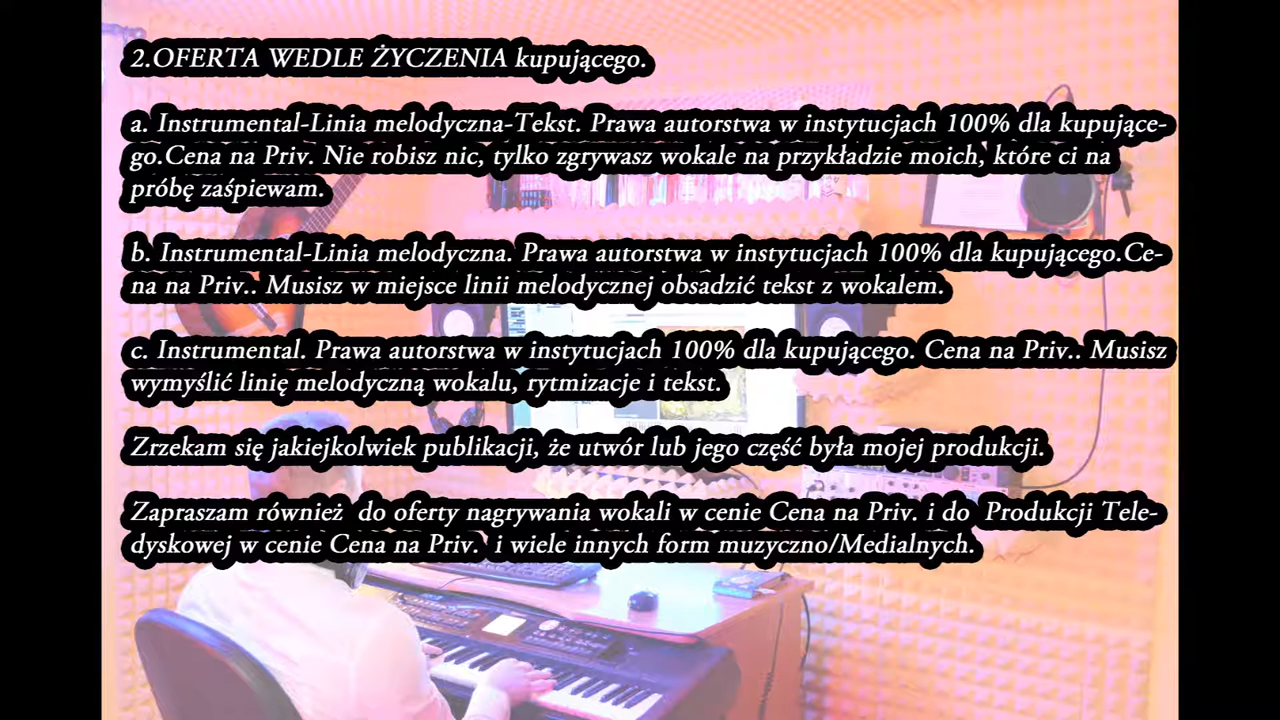 2.OFERTA WEDLE ŻYCZENIA kupującego.
a. Instrumental-Linia melodyczna-Tekst. Prawa autorstwa w instytucjach 100% dla kupujące-
go.Cena na Priv. Nie robisz nic, tylko zgrywasz wokale na przykładzie moich, które ci na
próbę zaśpiewam.
b. Instrumental-Linia melodyczna. Prawa autorstwa w instytucjach 100% dla kupującego.Ce-
na na Priv.. Musisz w miejsce linii melodycznej obsadzić tekst z wokalem.
c. Instrumental. Prawa autorstwa w instytucjach 100% dla kupującego. Cena na Priv.. Musisz
wymyślić linię melodyczną wokalu, rytmizacje i tekst.
Zrzekam się jakiejkolwiek publikacji, że utwór lub jego część była mojej produkcji.
Zapraszam również  do oferty nagrywania wokali w cenie Cena na Priv. i do  Produkcji Tele-
dyskowej w cenie Cena na Priv.  i wiele innych form muzyczno/Medialnych.